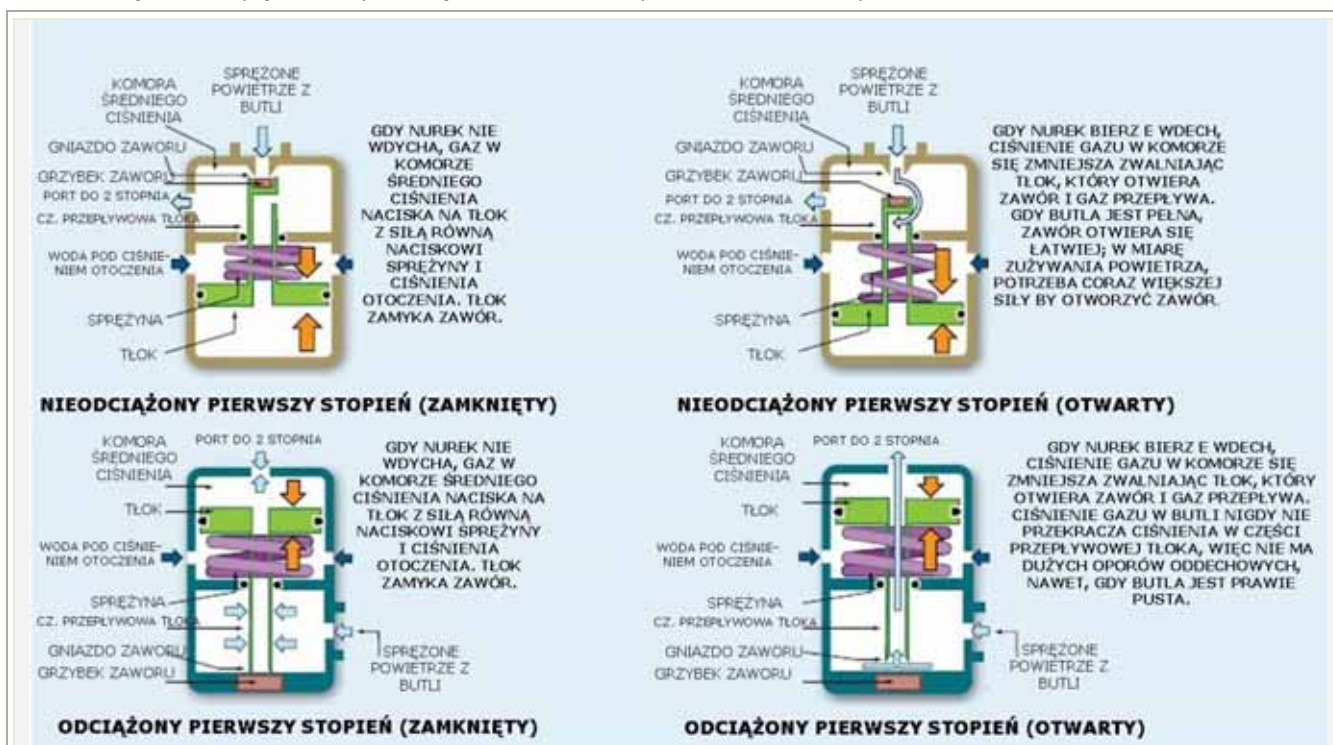 KOMORA
ŚREDNIEGO
CIŚNIENIA
SPRĘŻONE
POWIETRZE Z
BUTLI
GNIAZDO ZAWORU
GRZYBEK ZAWORU
PORT DO 2 STOPNIA
CZ. PRZEPŁYWOWA TŁOKA
WODA POD CIŚNIE-
NIEM OTOCZENIA
SPRĘŻYNA
TŁOK
GDY NUREK NIE
WDYCHA, GAZ W
KOMORZE
ŚREDNIEGO
CIŚNIENIA
NACISKA NA TŁOK
Z SIŁĄ RÓWNĄ
NACISKOWI
SPRĘŻYNY I
CIŚNIENIA
OTOCZENIA. TŁOK
ZAMYKA ZAWÓR.
NIEODCIĄŻONY PIERWSZY STOPIEŃ (ZAMKNIĘTY)
KOMORA
ŚREDNIEGO
CIŚNIENIA
SPRĘŻONE
POWIETRZE Z
BUTLI
GNIAZDO ZAWORU
GRZYBEK ZAWORU
PORT DO 2 STOPNIA
CZ. PRZEPŁYWOWA TŁOKA
WODA POD CIŚNIE-
NIEM OTOCZENIA
SPRĘŻYNA
TŁOK
GDY NUREK BIERZ E WDECH,
CIŚNIENIE GAZU W KOMORZE
SIĘ ZMNIEJSZA ZWALNIAJĄC
TŁOK, KTÓRY OTWIERA
ZAWÓR I GAZ PRZEPŁYWA.
GDY BUTLA JEST PEŁNA,
ZAWÓR OTWIERA SIĘ
ŁATWIEJ; W MIARĘ
ZUŻYWANIA POWIETRZA,
POTRZEBA CORAZ WIĘKSZEJ
SIŁY BY OTWORZYĆ ZAWÓR.
NIEODCIĄŻONY PIERWSZY STOPIEŃ (OTWARTY)
KOMORA
ŚREDNIEGO
CIŚNIENIA
PORT DO 2 STOPNIA
TŁOK
WODA POD CIŚNIE-
NIEM OTOCZENIA
SPRĘŻYNA
CZ. PRZEPŁYWOWA TŁOKA
GNIAZDO ZAWORU
GRZYBEK ZAWORU
SPRĘŻONE
POWIETRZE Z
BUTLI
GDY NUREK NIE
WDYCHA, GAZ W
KOMORZE ŚREDNIEGO
CIŚNIENIA NACISKA NA
TŁOK Z SIŁĄ RÓWNĄ
NACISKOWI SPRĘŻYNY
I CIŚNIENIA
OTOCZENIA. TŁOK
ZAMYKA ZAWÓR.
ODCIĄŻONY PIERWSZY STOPIEŃ (ZAMKNIĘTY)
KOMORA
ŚREDNIEGO
CIŚNIENIA
PORT DO 2 STOPNIA
TŁOK
WODA POD CIŚNIE-
NIEM OTOCZENIA
SPRĘŻYNA
CZ. PRZEPŁYWOWA TŁOKA
GNIAZDO ZAWORU
GRZYBEK ZAWORU
SPRĘŻONE
POWIETRZE Z
BUTLI
GDY NUREK BIERZ E WDECH,
CIŚNIENIE GAZU W KOMORZE SIĘ
ZMNIEJSZA ZWALNIAJĄC TŁOK, KTÓRY
OTWIERA ZAWÓR I GAZ PRZEPŁYWA.
CIŚNIENIE GAZU W BUTLI NIGDY NIE
PRZEKRACZA CIŚNIENIA W CZĘŚCI
PRZEPŁYWOWEJ TŁOKA, WIĘC NIE MA
DUŻYCH OPORÓW ODDECHOWYCH,
NAWET, GDY BUTLA JEST PRAWIE
PUSTA.
ODCIĄŻONY PIERWSZY STOPIEŃ (OTWARTY)